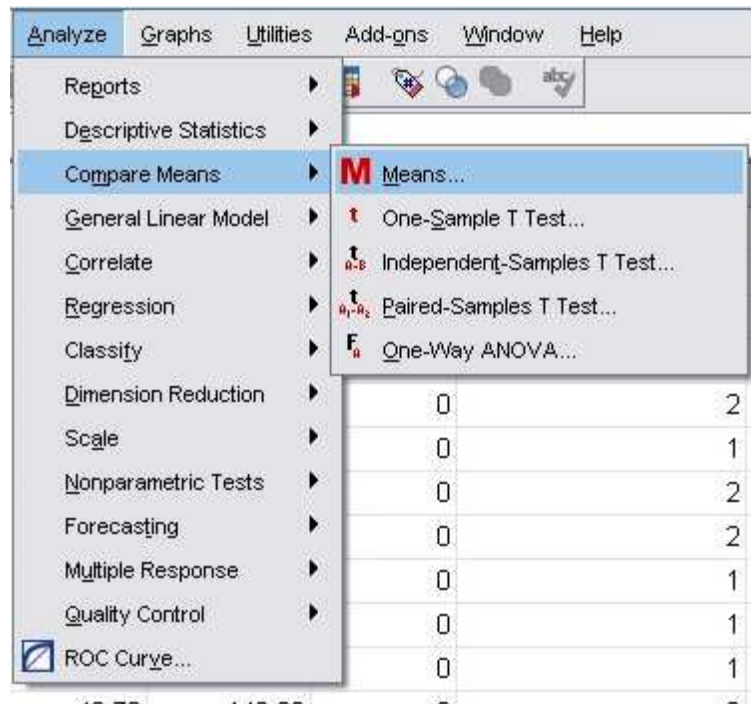 Analyze Graphs Utilities Add-ons Window Help
Reports
Descriptive Statistics
Compare Means
General Linear Model
Correlate
Regression
Classify
Dimension Reduction
Scale
Nonparametric Tests
Forecasting
Multiple Response
Quality Control
ROC Curve...
M Means...
t One-Sample T Test...
t A-B Independent-Samples T Test...
t A₁-A₂ Paired-Samples T Test...
F A One-Way ANOVA...
0 2
0 1
0 2
0 2
0 1
0 1
0 1